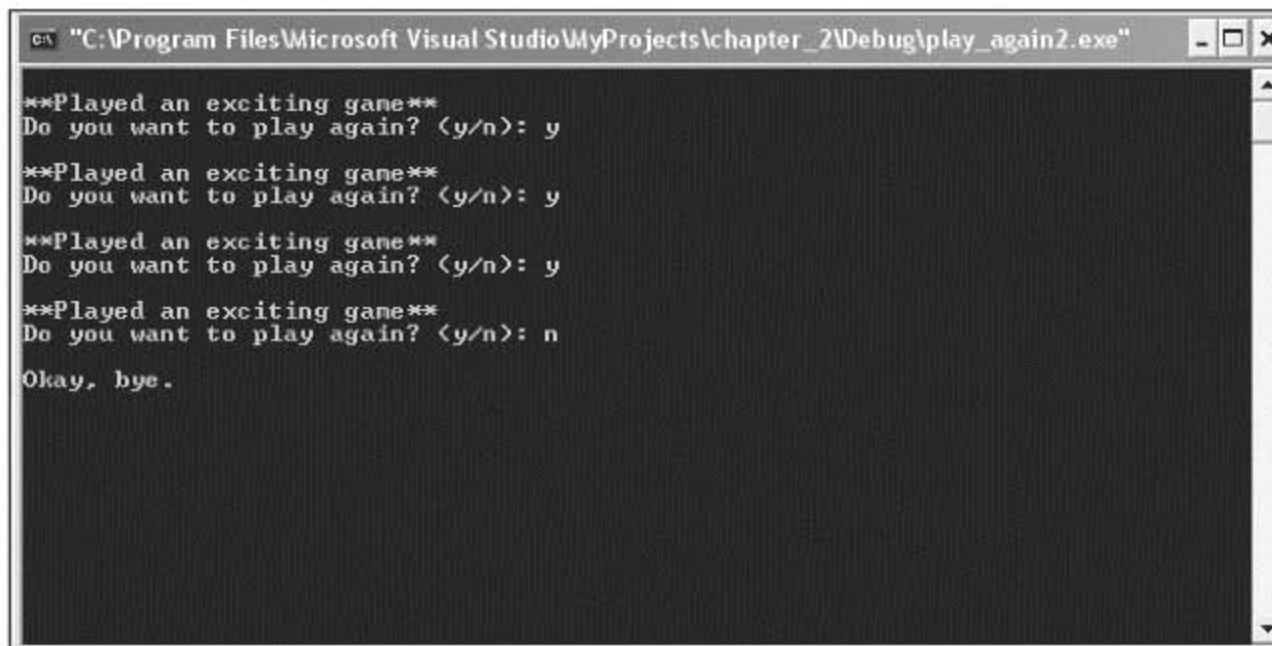 "C:\Program Files\Microsoft Visual Studio\MyProjects\chapter_2\Debug\play_again2.exe"
**Played an exciting game**
Do you want to play again? (y/n): y
**Played an exciting game**
Do you want to play again? (y/n): y
**Played an exciting game**
Do you want to play again? (y/n): y
**Played an exciting game**
Do you want to play again? (y/n): n
Okay, bye.